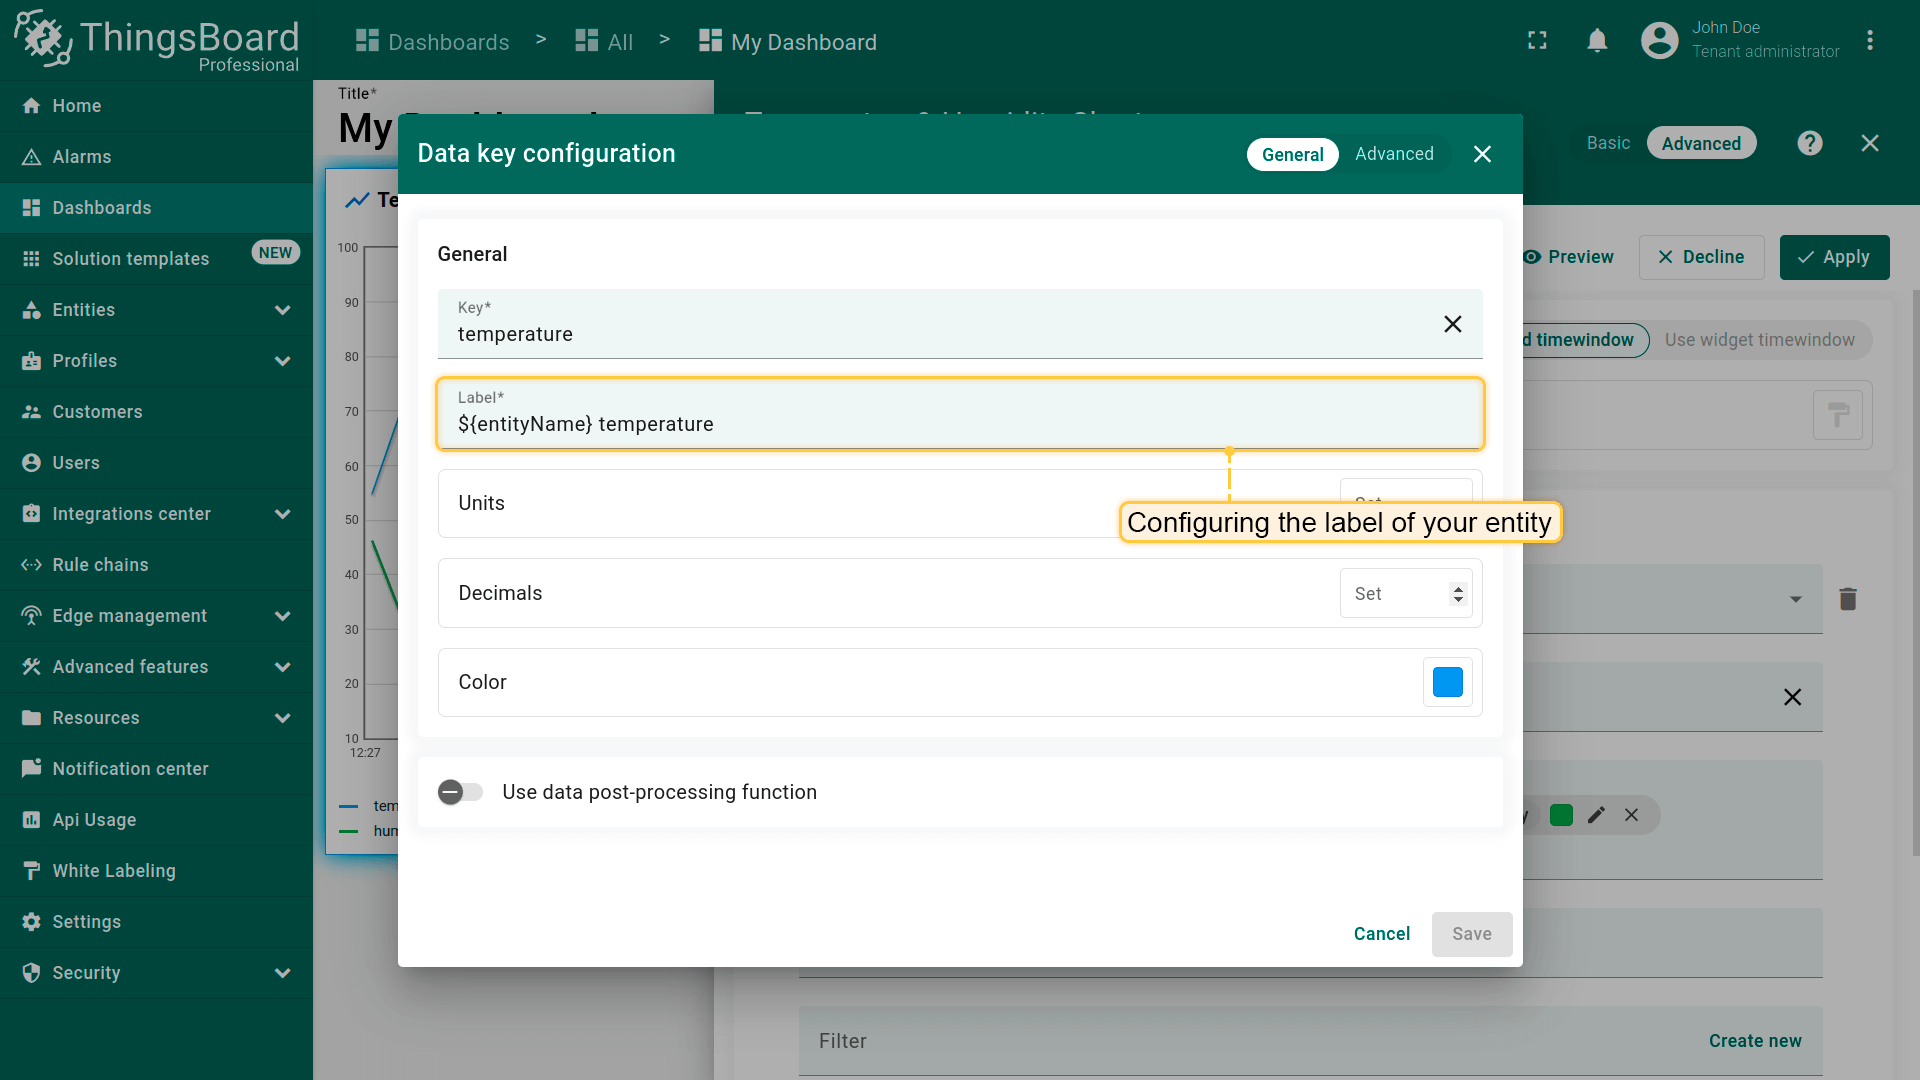 ThingsBoard
Professional
Dashboards > All > My Dashboard
John Doe
Tenant administrator
Home
Alarms
Dashboards
Solution templates NEW
Entities
Profiles
Customers
Users
Integrations center
Rule chains
Edge management
Advanced features
Resources
Notification center
Api Usage
White Labeling
Settings
Security
Title*
My
Te
100
90
80
70
60
50
40
30
20
10
12:27
tem
hum
Basic Advanced
Preview Decline Apply
d timewindow Use widget timewindow
Data key configuration
General Advanced
General
Key*
temperature
Label*
${entityName} temperature
Units
Configuring the label of your entity
Decimals Set
Color
Use data post-processing function
Cancel Save
Filter Create new